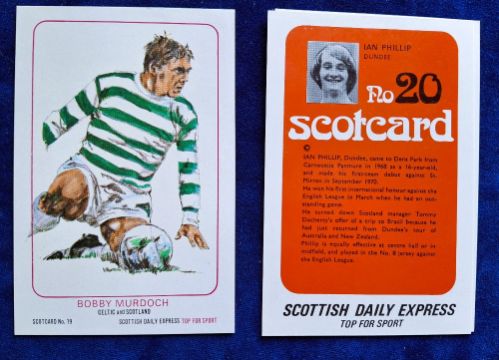 BOBBY MURDOCH
CELTIC and SCOTLAND
SCOTCARD No. 19 SCOTTISH DAILY EXPRESS TOP FOR SPORT
IAN PHILLIP
DUNDEE
No 20
scotcard
©
IAN PHILLIP, Dundee, came to Dens Park from
Carnoustie Panmure in 1968 as a 16-year-old,
and made his first-team debut against St.
Mirren in September 1970.
He won his first international honour against the
English League in March when he had an out-
standing game.
He turned down Scotland manager Tommy
Docherty's offer of a trip to Brazil because he
had just returned from Dundee's tour of
Australia and New Zealand.
Phillip is equally effective at centre half or in
midfield, and played in the No. 8 jersey against
the English League.
SCOTTISH DAILY EXPRESS
TOP FOR SPORT